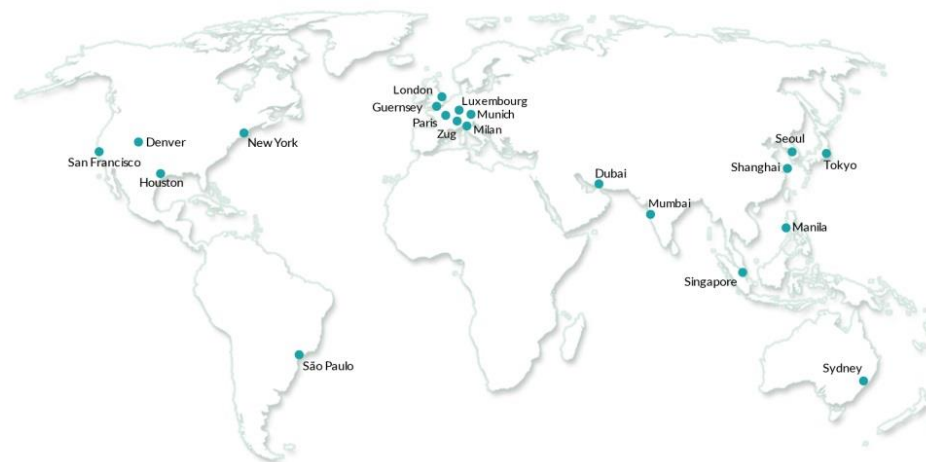 London
Luxembourg
Guernsey
Munich
Paris
Zug
Milan
Denver
New York
San Francisco
Houston
Seoul
Shanghai
Tokyo
Dubai
Mumbai
Manila
Singapore
São Paulo
Sydney